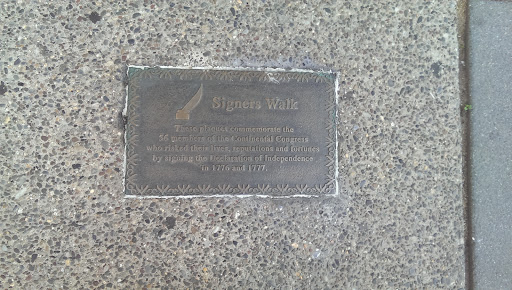 Signers Walk
These plaques commemorate the
56 members of the Continental Congress
who risked their lives, reputations and fortunes
by signing the Declaration of Independence
in 1776 and 1777.